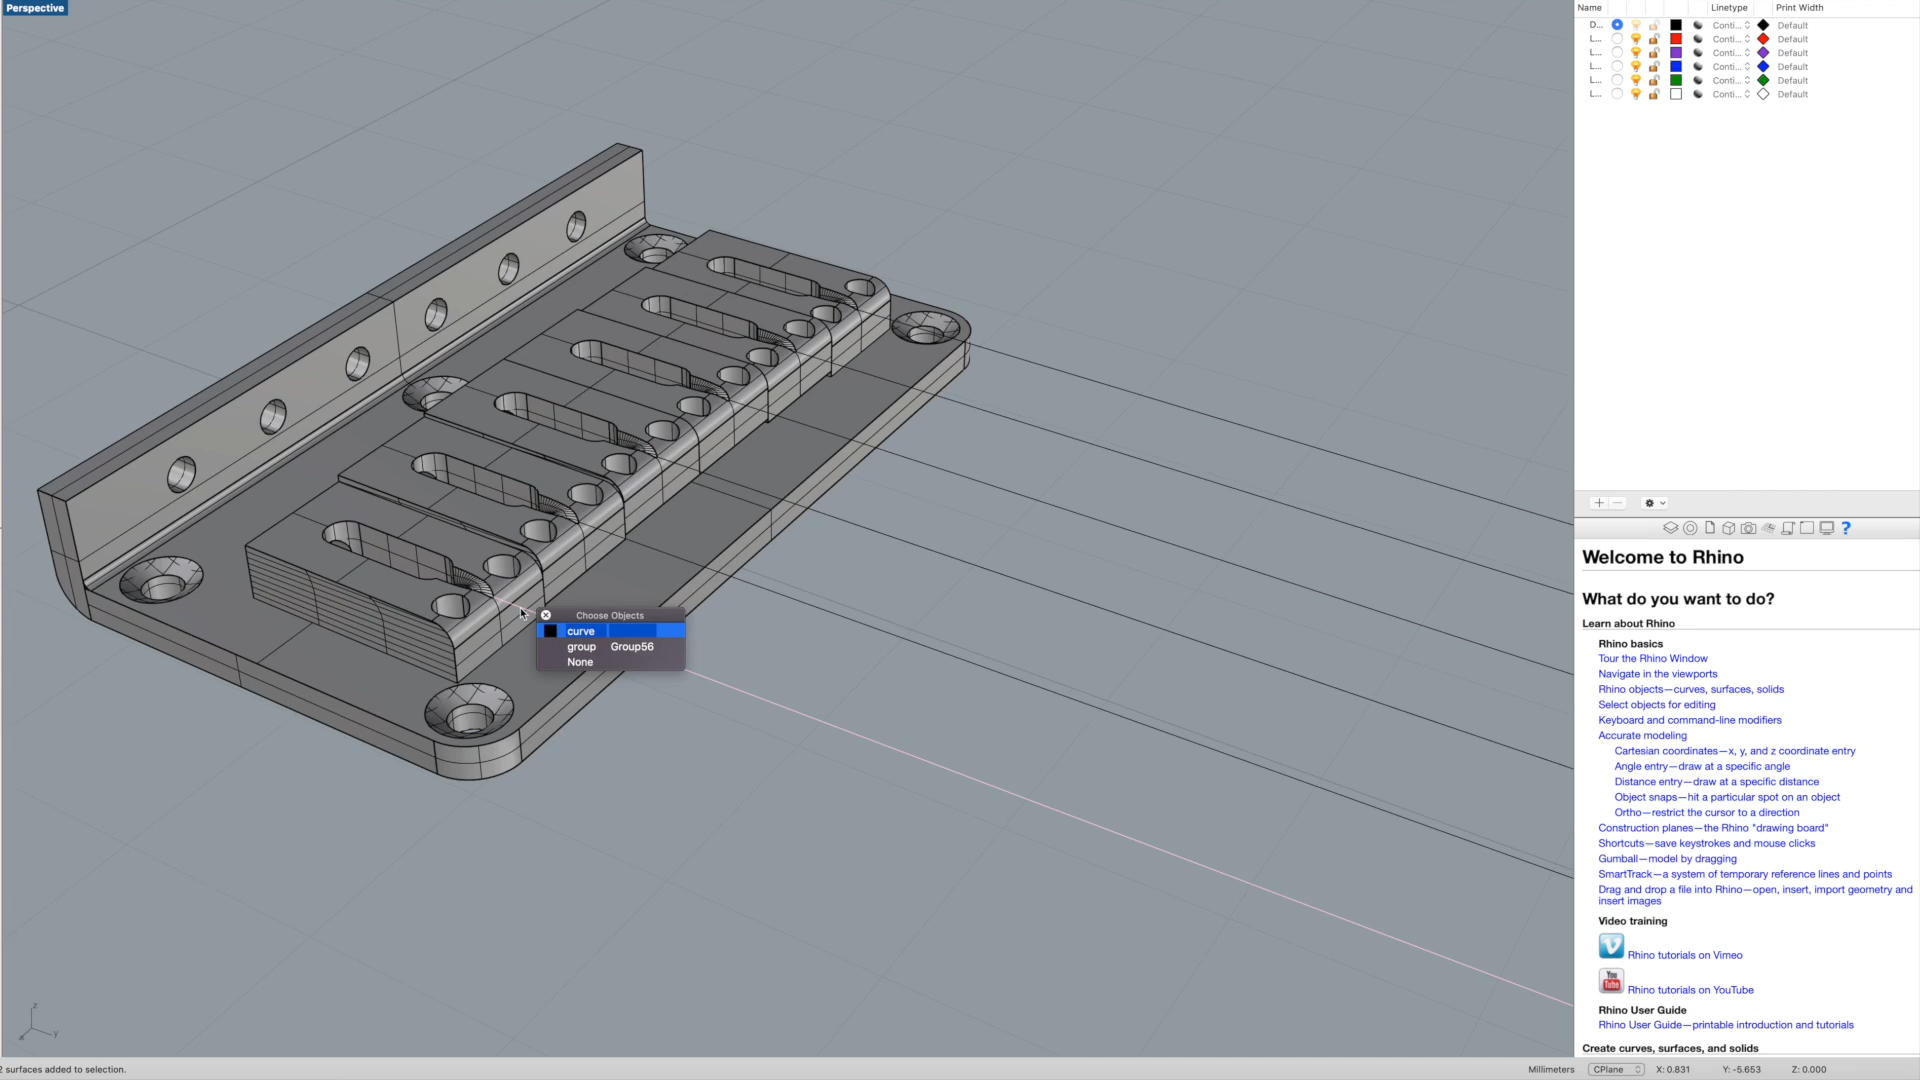 Perspective
Name Linetype Print Width
D... Conti... Default
L... Conti... Default
L... Conti... Default
L... Conti... Default
L... Conti... Default
L... Conti... Default
Choose Objects
curve
group Group56
None
?
Welcome to Rhino
What do you want to do?
Learn about Rhino
Rhino basics
Tour the Rhino Window
Navigate in the viewports
Rhino objects—curves, surfaces, solids
Select objects for editing
Keyboard and command-line modifiers
Accurate modeling
Cartesian coordinates—x, y, and z coordinate entry
Angle entry—draw at a specific angle
Distance entry—draw at a specific distance
Object snaps—hit a particular spot on an object
Ortho—restrict the cursor to a direction
Construction planes—the Rhino "drawing board"
Shortcuts—save keystrokes and mouse clicks
Gumball—model by dragging
SmartTrack—a system of temporary reference lines and points
Drag and drop a file into Rhino—open, insert, import geometry and
insert images
Video training
Rhino tutorials on Vimeo
You
Tube
Rhino tutorials on YouTube
Rhino User Guide
Rhino User Guide—printable introduction and tutorials
Create curves, surfaces, and solids
z
x y
2 surfaces added to selection.
Millimeters CPlane X: 0.831 Y: -5.653 Z: 0.000